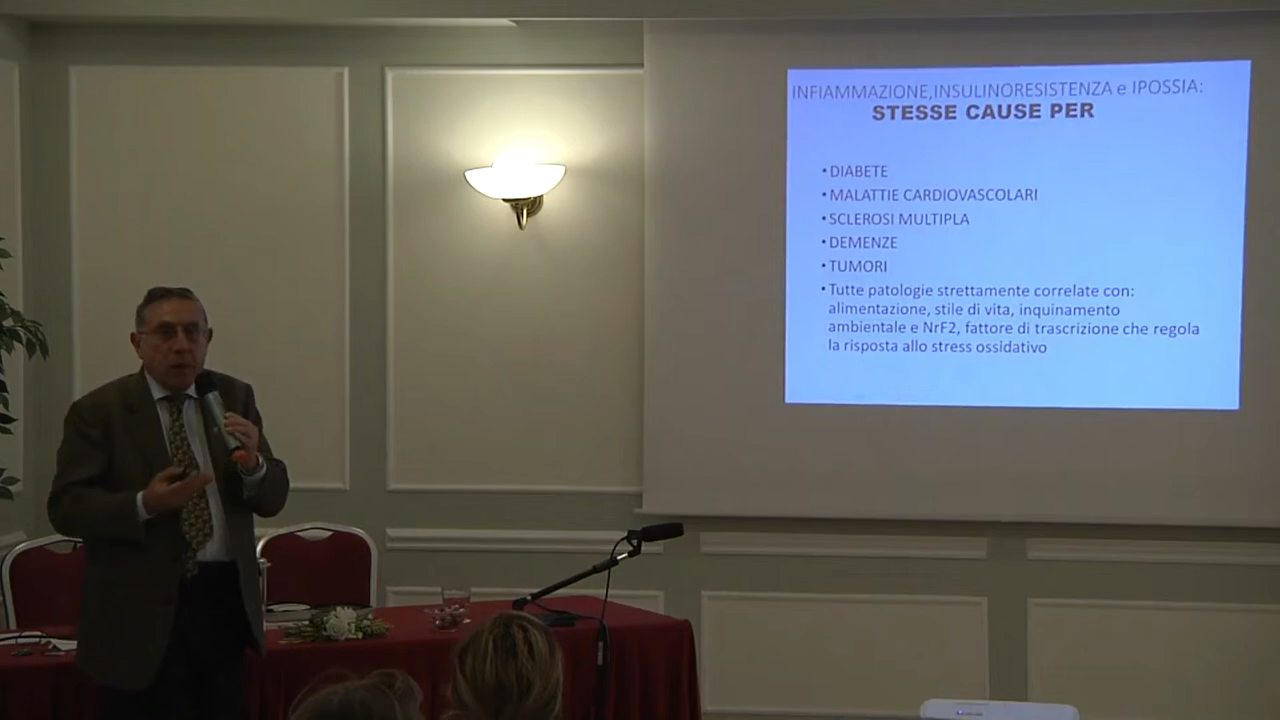 INFIAMMAZIONE,INSULINORESISTENZA e IPOSSIA:
STESSE CAUSE PER
• DIABETE
• MALATTIE CARDIOVASCOLARI
• SCLEROSI MULTIPLA
• DEMENZE
• TUMORI
• Tutte patologie strettamente correlate con:
alimentazione, stile di vita, inquinamento
ambientale e NrF2, fattore di trascrizione che regola
la risposta allo stress ossidativo